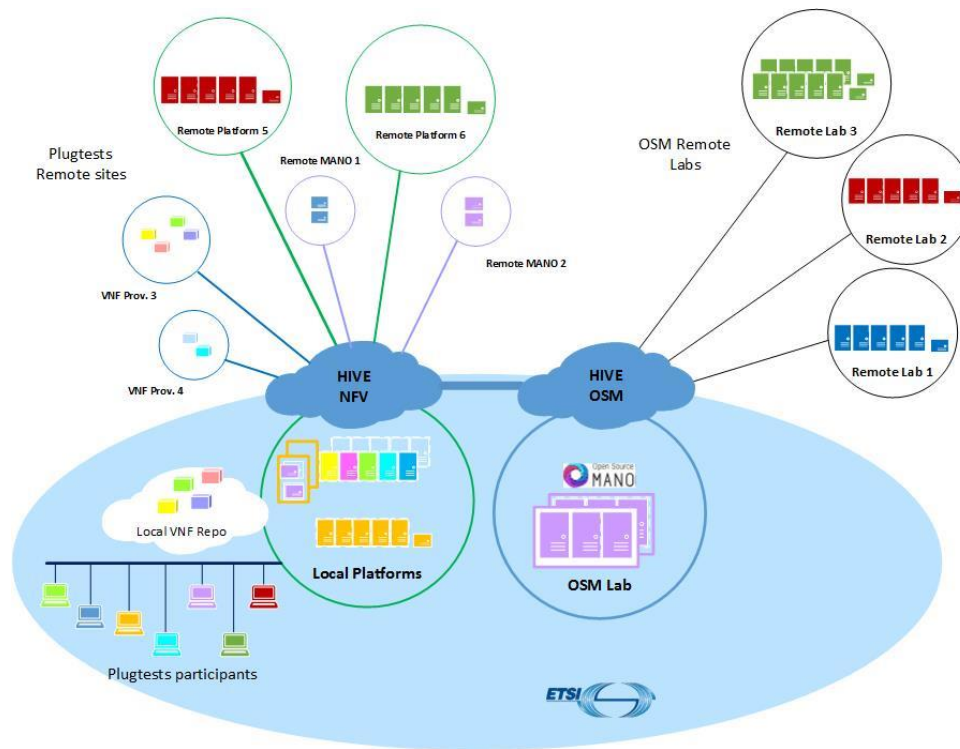 Remote Platform 5
Remote Platform 6
Remote Lab 3
Plugtests
Remote sites
Remote MANO 1
OSM Remote
Labs
Remote Lab 2
Remote MANO 2
VNF Prov. 3
VNF Prov. 4
Remote Lab 1
HIVE
NFV
HIVE
OSM
Open Source
MANO
Local VNF Repo
Local Platforms
OSM Lab
Plugtests participants
ETSI